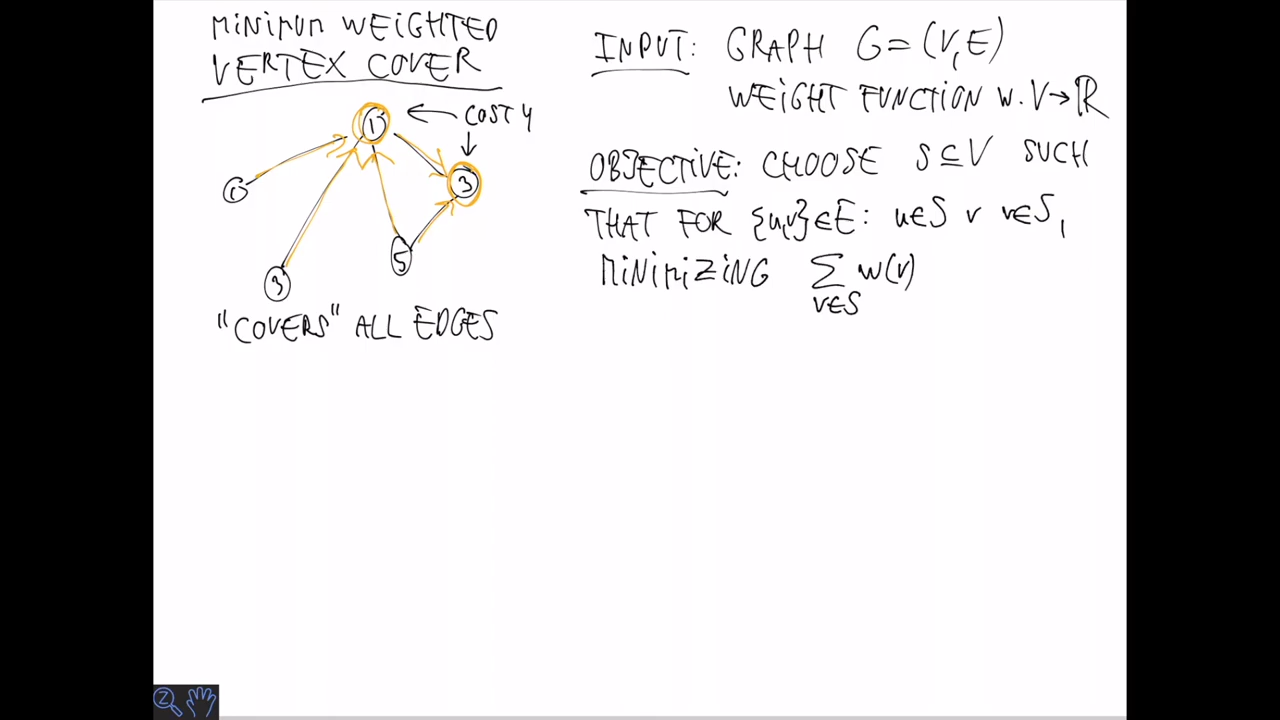 MINIMUM WEIGHTED
VERTEX COVER
1
← COST 4
3
1
5
3
"COVERS" ALL EDGES
INPUT: GRAPH G=(V,E)
WEIGHT FUNCTION w. V→ℝ
OBJECTIVE: CHOOSE S⊆V SUCH
THAT FOR {u,v}∈E: u∈S v v∈S,
MINIMIZING ∑ w(v)
v∈S
Z